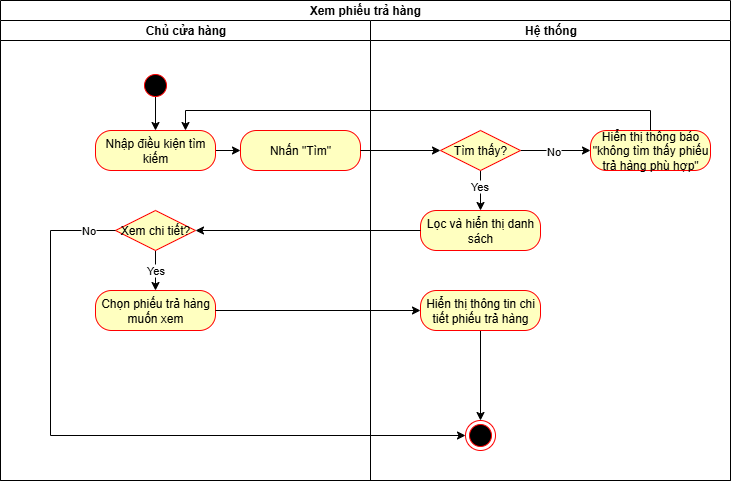 Xem phiếu trả hàng
Chủ cửa hàng
Hệ thống
Nhập điều kiện tìm
kiếm
Nhấn "Tìm"
Tìm thấy?
No
Hiển thị thông báo
"không tìm thấy phiếu
trả hàng phù hợp"
Yes
Lọc và hiển thị danh
sách
Xem chi tiết?
No
Yes
Chọn phiếu trả hàng
muốn xem
Hiển thị thông tin chi
tiết phiếu trả hàng